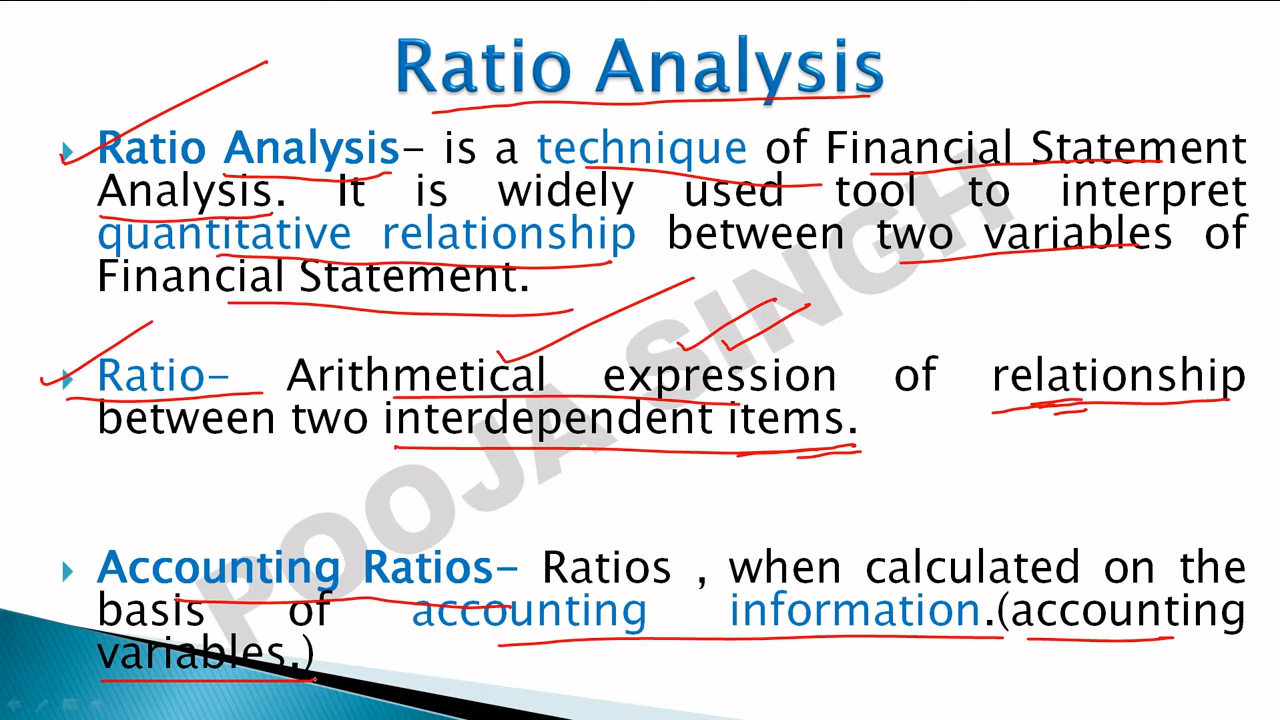 Ratio Analysis
Ratio Analysis- is a technique of Financial Statement
Analysis. It is widely used tool to interpret
quantitative relationship between two variables of
Financial Statement.
Ratio- Arithmetical expression of relationship
between two interdependent items.
Accounting Ratios- Ratios , when calculated on the
basis of accounting information.(accounting
variables.)
POOJA SINGH